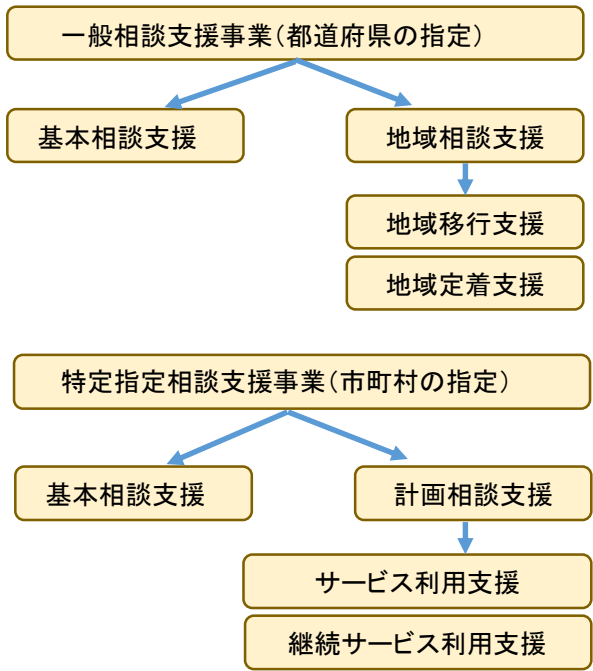 一般相談支援事業(都道府県の指定)
基本相談支援
地域相談支援
地域移行支援
地域定着支援
特定指定相談支援事業(市町村の指定)
基本相談支援
計画相談支援
サービス利用支援
継続サービス利用支援